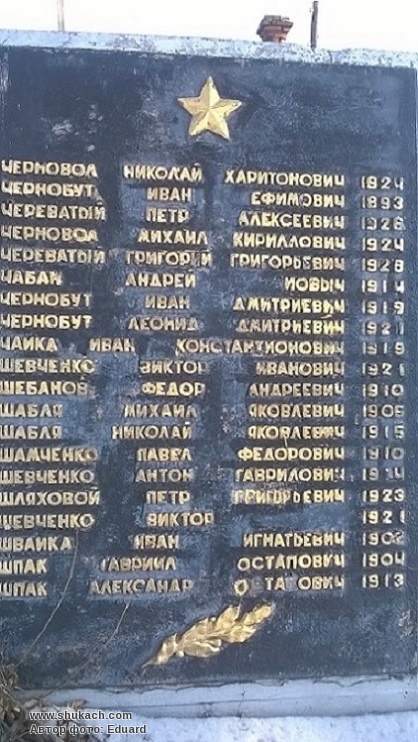 ЧЕРНОВОЛ НИКОЛАЙ ХАРИТОНОВИЧ 1924
ЧЕРНОБУТ ИВАН ЕФИМОВИЧ 1893
ЧЕРЕВАТЫЙ ПЕТР АЛЕКСЕЕВИЧ 1926
ЧЕРНОВОЛ МИХАИЛ КИРИЛЛОВИЧ 1924
ЧЕРЕВАТЫЙ ГРИГОРИЙ ГРИГОРЬЕВИЧ 1928
ЧАБАН АНДРЕЙ ИОВЫЧ 1914
ЧЕРНОБУТ ИВАН ДМИТРИЕВИЧ 1919
ЧЕРНОБУТ ЛЕОНИД ДМИТРИЕВИЧ
ЧАЙКА ИВАН КОНСТАНТИОНОВИЧ 1919
ШЕВЧЕНКО ВИКТОР ИВАНОВИЧ 1921
ШЕБАНОВ ФЕДОР АНДРЕЕВИЧ 1910
ШАБЛЯ МИХАИЛ ЯКОВЛЕВИЧ 1905
ШАБЛЯ НИКОЛАЙ ЯКОВЛЕВИЧ 1915
ШАМЧЕНКО ПАВЕЛ ФЕДОРОВИЧ 1910
ШЕВЧЕНКО АНТОН ГАВРИЛОВИЧ
ШЛЯХОВОЙ ПЕТР ГРИГОРЬЕВИЧ 1923
ШЕВЧЕНКО ВИКТОР 1921
ШВАЙКА ИВАН ИГНАТЬЕВИЧ 1902
ШПАК ГАВРИИЛ ОСТАПОВИЧ 1904
ШПАК АЛЕКСАНДР ОСТАПОВИЧ 1913
www.shukach.com
Автор фото: Eduard